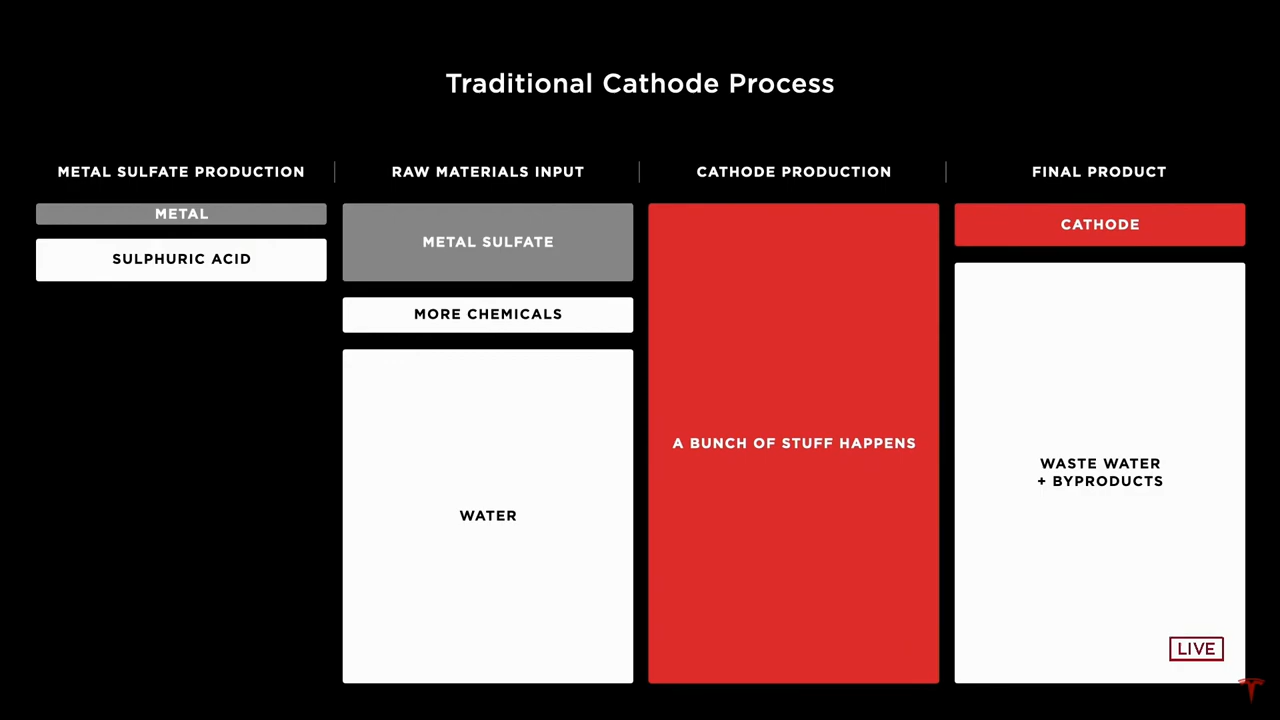 Traditional Cathode Process
METAL SULFATE PRODUCTION
RAW MATERIALS INPUT
CATHODE PRODUCTION
FINAL PRODUCT
METAL
SULPHURIC ACID
METAL SULFATE
MORE CHEMICALS
WATER
A BUNCH OF STUFF HAPPENS
CATHODE
WASTE WATER
+ BYPRODUCTS
LIVE